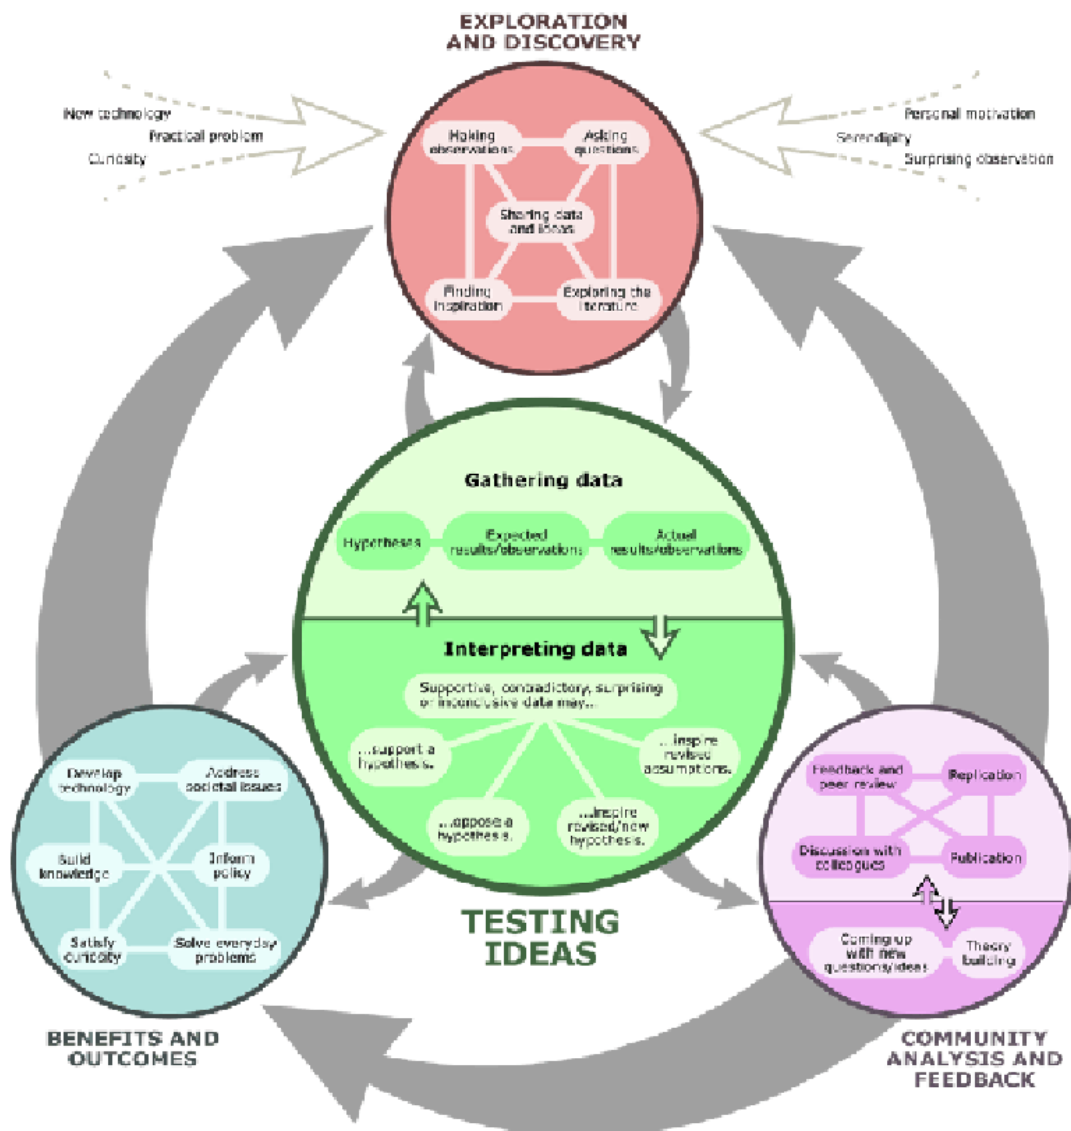 EXPLORATION
AND DISCOVERY
New technology
Practical problem
Curiosity
Personal motivation
Serendipity
Surprising observation
Making
observations
Asking
questions
Sharing data
and ideas
Finding
inspiration
Exploring the
literature
Gathering data
Hypotheses
Expected
results/observations
Actual
results/observations
Interpreting data
Supportive, contradictory, surprising
or inconclusive data may...
...support a
hypothesis.
...oppose a
hypothesis.
...inspire
revised/new
hypothesis.
...inspire
revised
assumptions.
TESTING
IDEAS
Develop
technology
Address
societal issues
Build
knowledge
Inform
policy
Satisfy
curiosity
Solve everyday
problems
BENEFITS AND
OUTCOMES
Feedback and
peer review
Replication
Discussion with
colleagues
Publication
Coming up
with new
questions/ideas
Theory
building
COMMUNITY
ANALYSIS AND
FEEDBACK